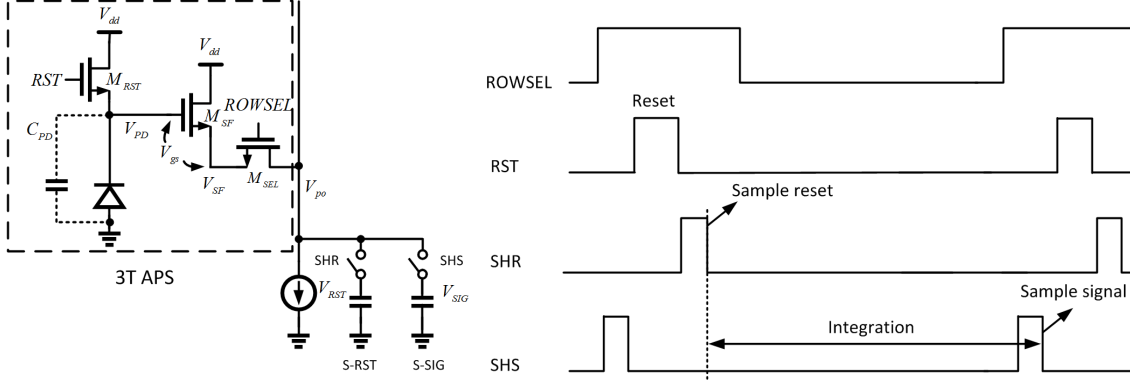 V_dd
V_dd
RST
M_RST
M_SF
ROWSEL
C_PD
V_PD
V_gs
V_SF
M_SEL
V_po
3T APS
SHR
SHS
V_RST
V_SIG
S-RST
S-SIG
ROWSEL
Reset
RST
Sample reset
SHR
Sample signal
Integration
SHS